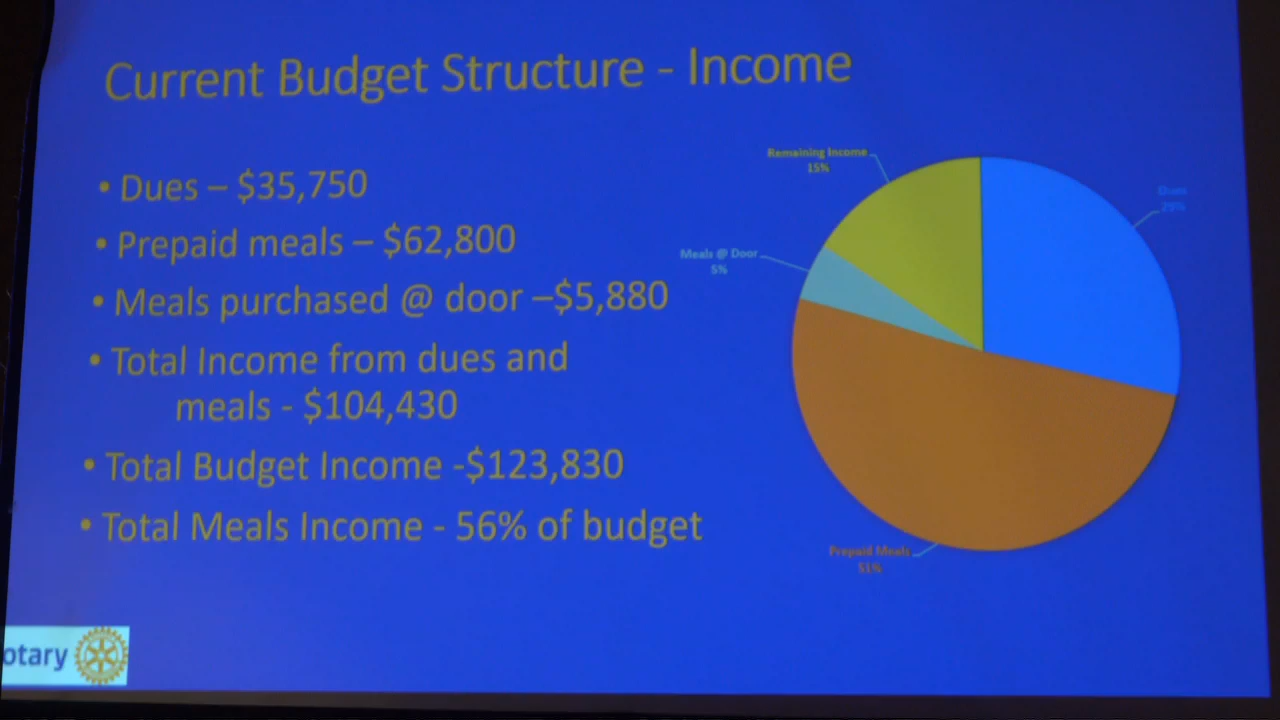 Current Budget Structure - Income
• Dues – $35,750
• Prepaid meals – $62,800
• Meals purchased @ door –$5,880
• Total Income from dues and
meals - $104,430
• Total Budget Income -$123,830
• Total Meals Income - 56% of budget
Remaining Income
15%
Dues
29%
Meals @ Door
5%
Prepaid Meals
51%
otary